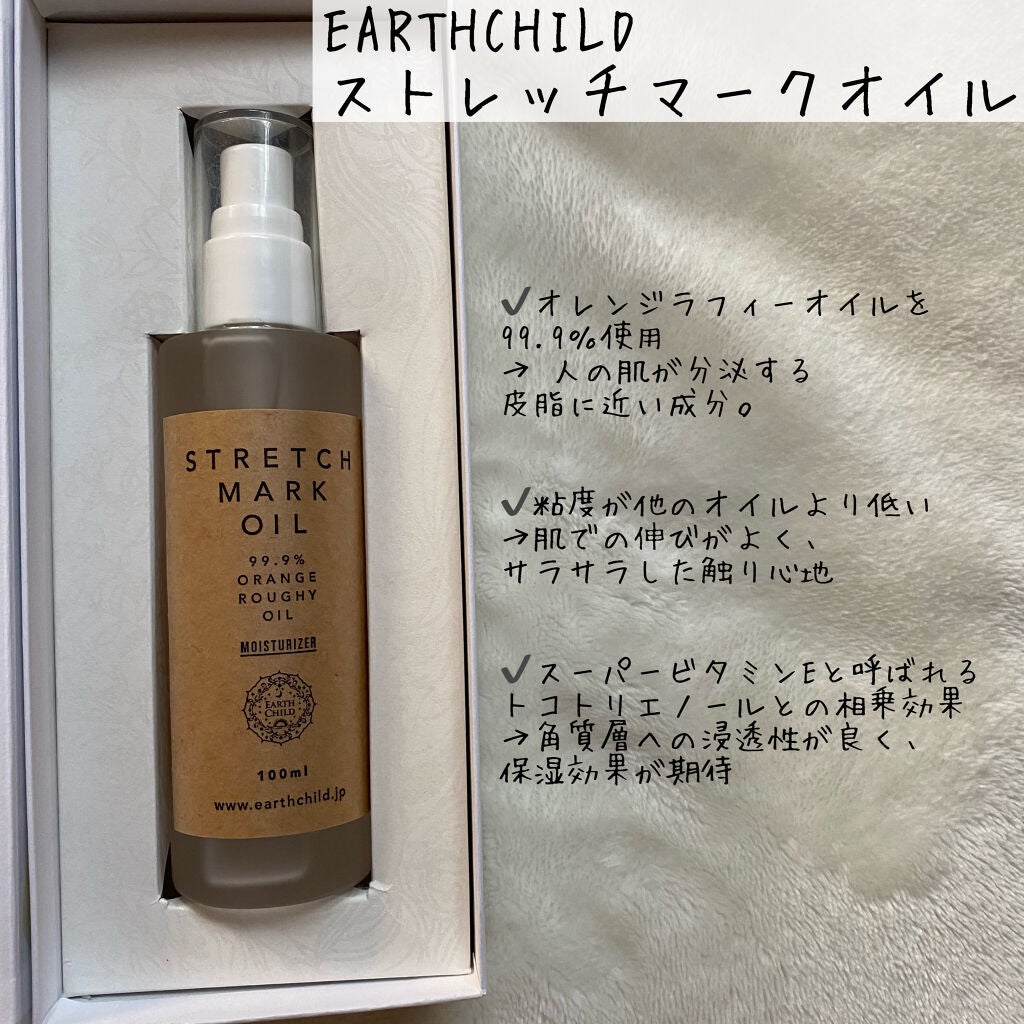 EARTHCHILD
ストレッチマークオイル
✓オレンジラフィーオイルを
99.9%使用
→ 人の肌が分泌する
皮脂に近い成分。
✓粘度が他のオイルより低い
→肌での伸びがよく、
サラサラした触り心地
✓スーパービタミンEと呼ばれる
トコトリエノールとの相乗効果
→角質層への浸透性が良く、
保湿効果が期待
STRETCH
MARK
OIL
99.9%
ORANGE
ROUGHY
OIL
MOISTURIZER
EARTH
CHILD
100ml
www.earthchild.jp